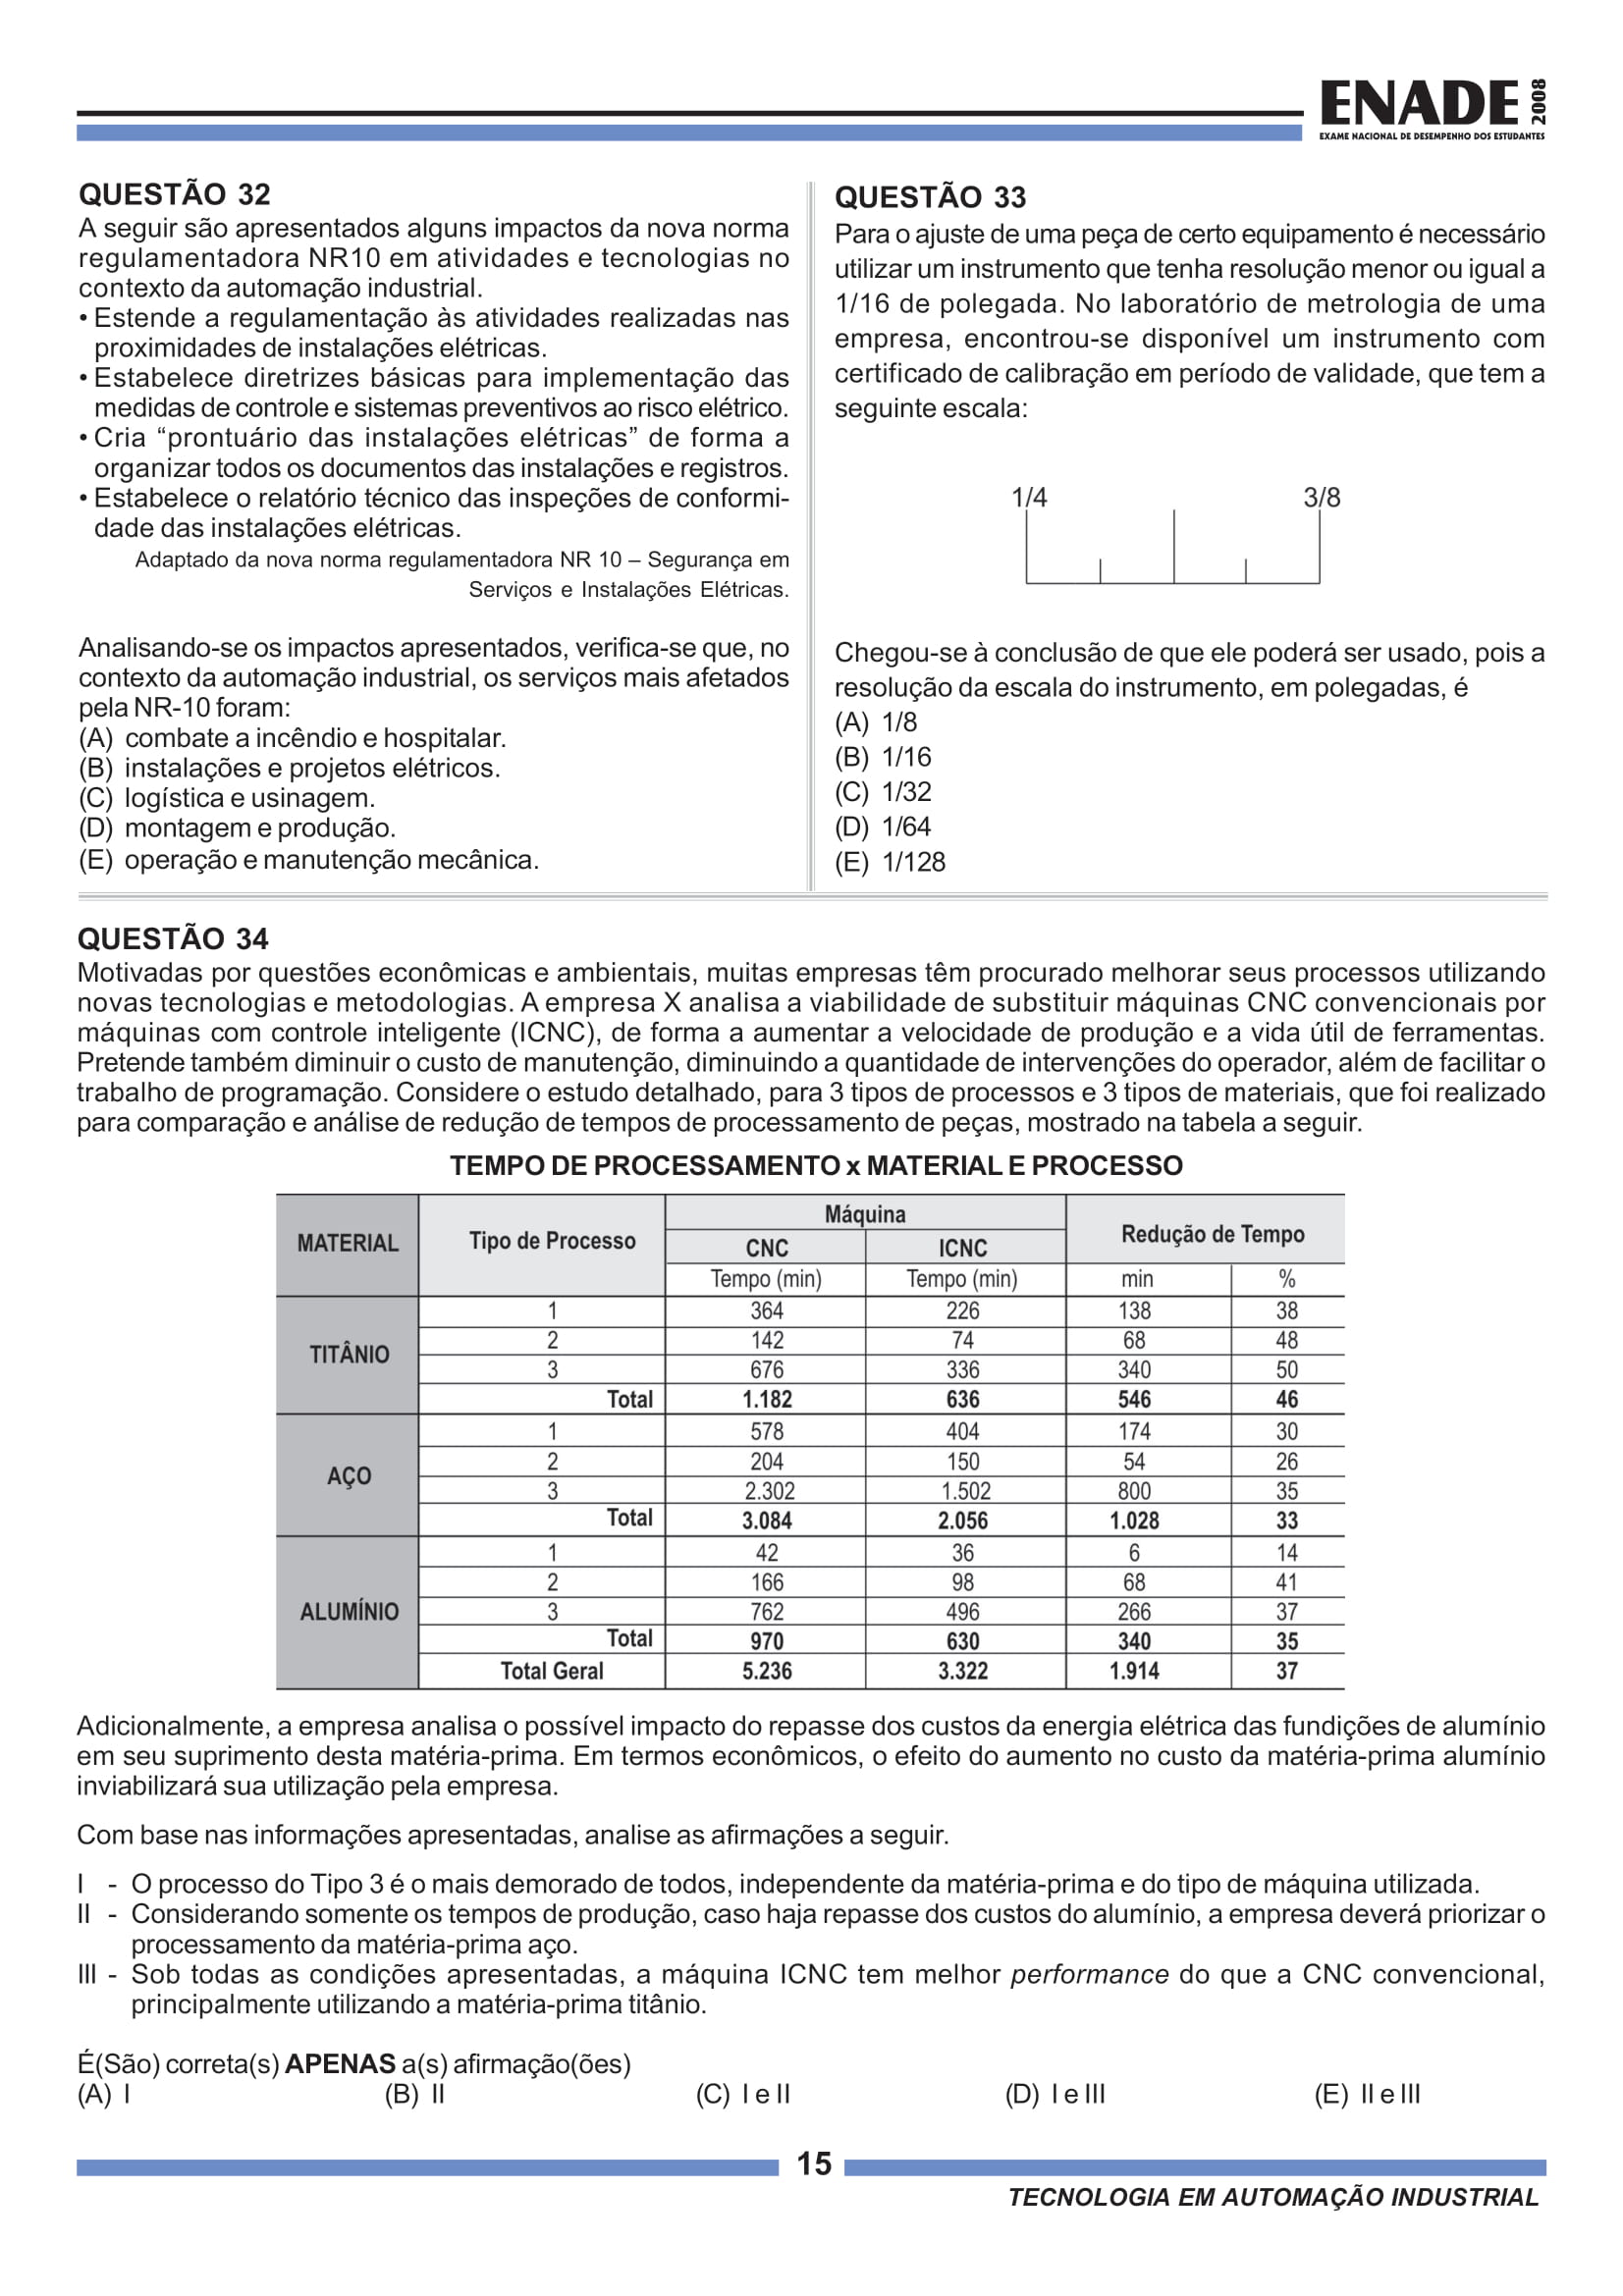 ENADE 2008
EXAME NACIONAL DE DESEMPENHO DOS ESTUDANTES
QUESTÃO 32
A seguir são apresentados alguns impactos da nova norma
regulamentadora NR10 em atividades e tecnologias no
contexto da automação industrial.
• Estende a regulamentação às atividades realizadas nas
proximidades de instalações elétricas.
• Estabelece diretrizes básicas para implementação das
medidas de controle e sistemas preventivos ao risco elétrico.
• Cria “prontuário das instalações elétricas” de forma a
organizar todos os documentos das instalações e registros.
• Estabelece o relatório técnico das inspeções de conformi-
dade das instalações elétricas.
Adaptado da nova norma regulamentadora NR 10 – Segurança em
Serviços e Instalações Elétricas.
Analisando-se os impactos apresentados, verifica-se que, no
contexto da automação industrial, os serviços mais afetados
pela NR-10 foram:
(A) combate a incêndio e hospitalar.
(B) instalações e projetos elétricos.
(C) logística e usinagem.
(D) montagem e produção.
(E) operação e manutenção mecânica.
QUESTÃO 33
Para o ajuste de uma peça de certo equipamento é necessário
utilizar um instrumento que tenha resolução menor ou igual a
1/16 de polegada. No laboratório de metrologia de uma
empresa, encontrou-se disponível um instrumento com
certificado de calibração em período de validade, que tem a
seguinte escala:
1/4 3/8
Chegou-se à conclusão de que ele poderá ser usado, pois a
resolução da escala do instrumento, em polegadas, é
(A) 1/8
(B) 1/16
(C) 1/32
(D) 1/64
(E) 1/128
QUESTÃO 34
Motivadas por questões econômicas e ambientais, muitas empresas têm procurado melhorar seus processos utilizando
novas tecnologias e metodologias. A empresa X analisa a viabilidade de substituir máquinas CNC convencionais por
máquinas com controle inteligente (ICNC), de forma a aumentar a velocidade de produção e a vida útil de ferramentas.
Pretende também diminuir o custo de manutenção, diminuindo a quantidade de intervenções do operador, além de facilitar o
trabalho de programação. Considere o estudo detalhado, para 3 tipos de processos e 3 tipos de materiais, que foi realizado
para comparação e análise de redução de tempos de processamento de peças, mostrado na tabela a seguir.
TEMPO DE PROCESSAMENTO x MATERIAL E PROCESSO
MATERIAL Tipo de Processo Máquina Redução de Tempo
CNC ICNC
Tempo (min) Tempo (min) min %
TITÂNIO
1 364 226 138 38
2 142 74 68 48
3 676 336 340 50
Total 1.182 636 546 46
AÇO
1 578 404 174 30
2 204 150 54 26
3 2.302 1.502 800 35
Total 3.084 2.056 1.028 33
ALUMÍNIO
1 42 36 6 14
2 166 98 68 41
3 762 496 266 37
Total 970 630 340 35
Total Geral 5.236 3.322 1.914 37
Adicionalmente, a empresa analisa o possível impacto do repasse dos custos da energia elétrica das fundições de alumínio
em seu suprimento desta matéria-prima. Em termos econômicos, o efeito do aumento no custo da matéria-prima alumínio
inviabilizará sua utilização pela empresa.
Com base nas informações apresentadas, analise as afirmações a seguir.
I - O processo do Tipo 3 é o mais demorado de todos, independente da matéria-prima e do tipo de máquina utilizada.
II - Considerando somente os tempos de produção, caso haja repasse dos custos do alumínio, a empresa deverá priorizar o
processamento da matéria-prima aço.
III - Sob todas as condições apresentadas, a máquina ICNC tem melhor performance do que a CNC convencional,
principalmente utilizando a matéria-prima titânio.
É(São) correta(s) APENAS a(s) afirmação(ões)
(A) I (B) II (C) I e II (D) I e III (E) II e III
15
TECNOLOGIA EM AUTOMAÇÃO INDUSTRIAL